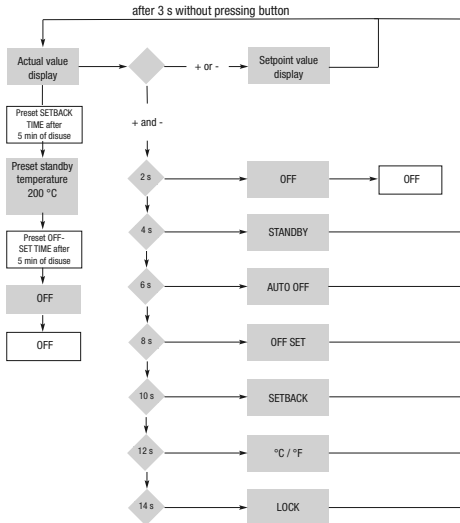 after 3 s without pressing button
Actual value
display
+ or -
Setpoint value
display
Preset SETBACK
TIME after
5 min of disuse
+ and -
Preset standby
temperature
200 °C
2 s
OFF
OFF
4 s
STANDBY
Preset OFF-
SET TIME after
5 min of disuse
6 s
AUTO OFF
OFF
8 s
OFF SET
OFF
10 s
SETBACK
12 s
°C / °F
14 s
LOCK